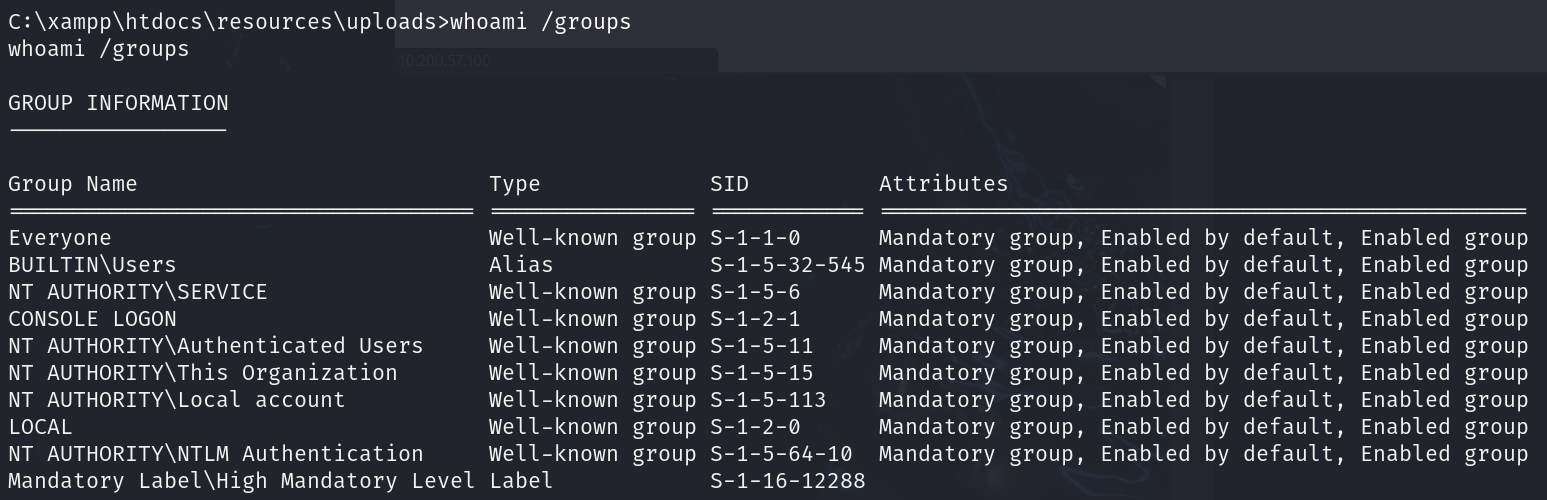 C:\xampp\htdocs\resources\uploads>whoami /groups
whoami /groups
10.200.57.100
GROUP INFORMATION
-----------------
Group Name Type SID Attributes
==================================== ================ ============ ==================================================
Everyone Well-known group S-1-1-0 Mandatory group, Enabled by default, Enabled group
BUILTIN\Users Alias S-1-5-32-545 Mandatory group, Enabled by default, Enabled group
NT AUTHORITY\SERVICE Well-known group S-1-5-6 Mandatory group, Enabled by default, Enabled group
CONSOLE LOGON Well-known group S-1-2-1 Mandatory group, Enabled by default, Enabled group
NT AUTHORITY\Authenticated Users Well-known group S-1-5-11 Mandatory group, Enabled by default, Enabled group
NT AUTHORITY\This Organization Well-known group S-1-5-15 Mandatory group, Enabled by default, Enabled group
NT AUTHORITY\Local account Well-known group S-1-5-113 Mandatory group, Enabled by default, Enabled group
LOCAL Well-known group S-1-2-0 Mandatory group, Enabled by default, Enabled group
NT AUTHORITY\NTLM Authentication Well-known group S-1-5-64-10 Mandatory group, Enabled by default, Enabled group
Mandatory Label\High Mandatory Level Label S-1-16-12288